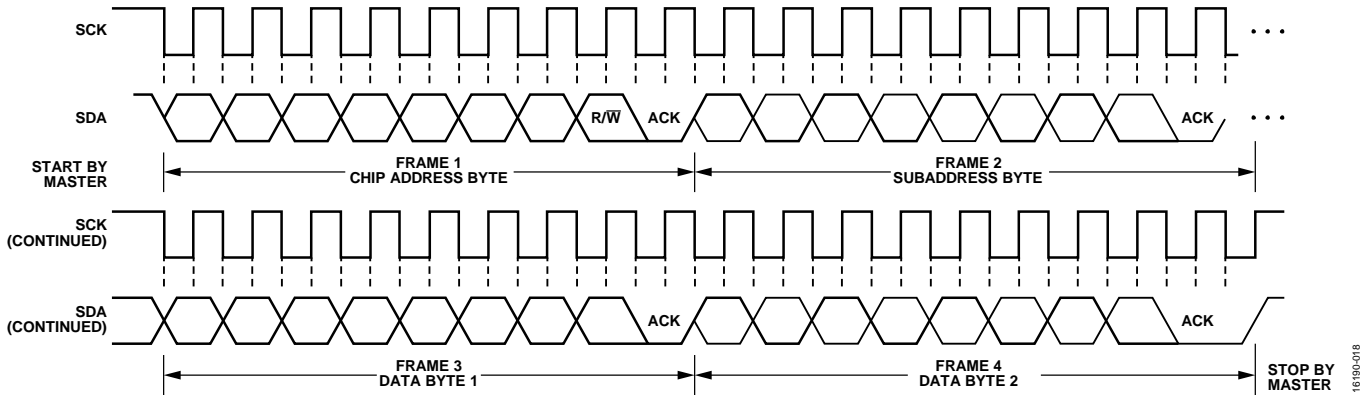 SCK
• • •
SDA
R/W̅
ACK
ACK
• • •
START BY
MASTER
FRAME 1
CHIP ADDRESS BYTE
FRAME 2
SUBADDRESS BYTE
SCK
(CONTINUED)
SDA
(CONTINUED)
ACK
ACK
FRAME 3
DATA BYTE 1
FRAME 4
DATA BYTE 2
STOP BY
MASTER
16190-018